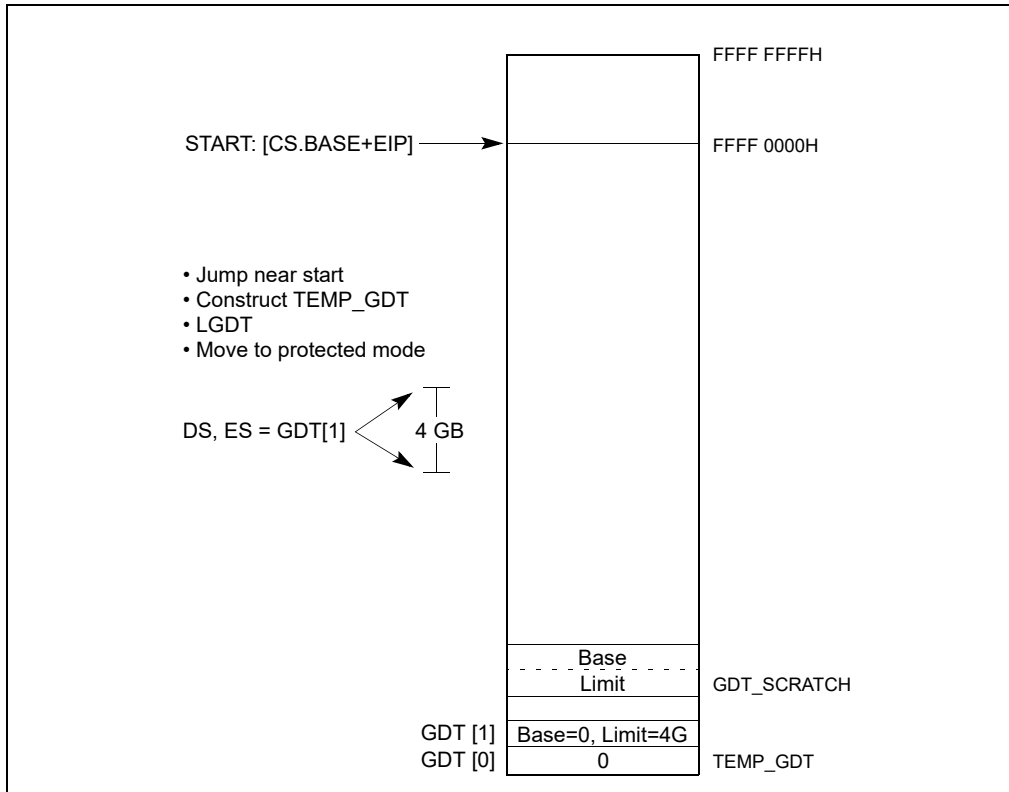 FFFF FFFFH
START: [CS.BASE+EIP]
FFFF 0000H
• Jump near start
• Construct TEMP_GDT
• LGDT
• Move to protected mode
DS, ES = GDT[1]
4 GB
Base
Limit
GDT_SCRATCH
GDT [1]
Base=0, Limit=4G
GDT [0]
0
TEMP_GDT